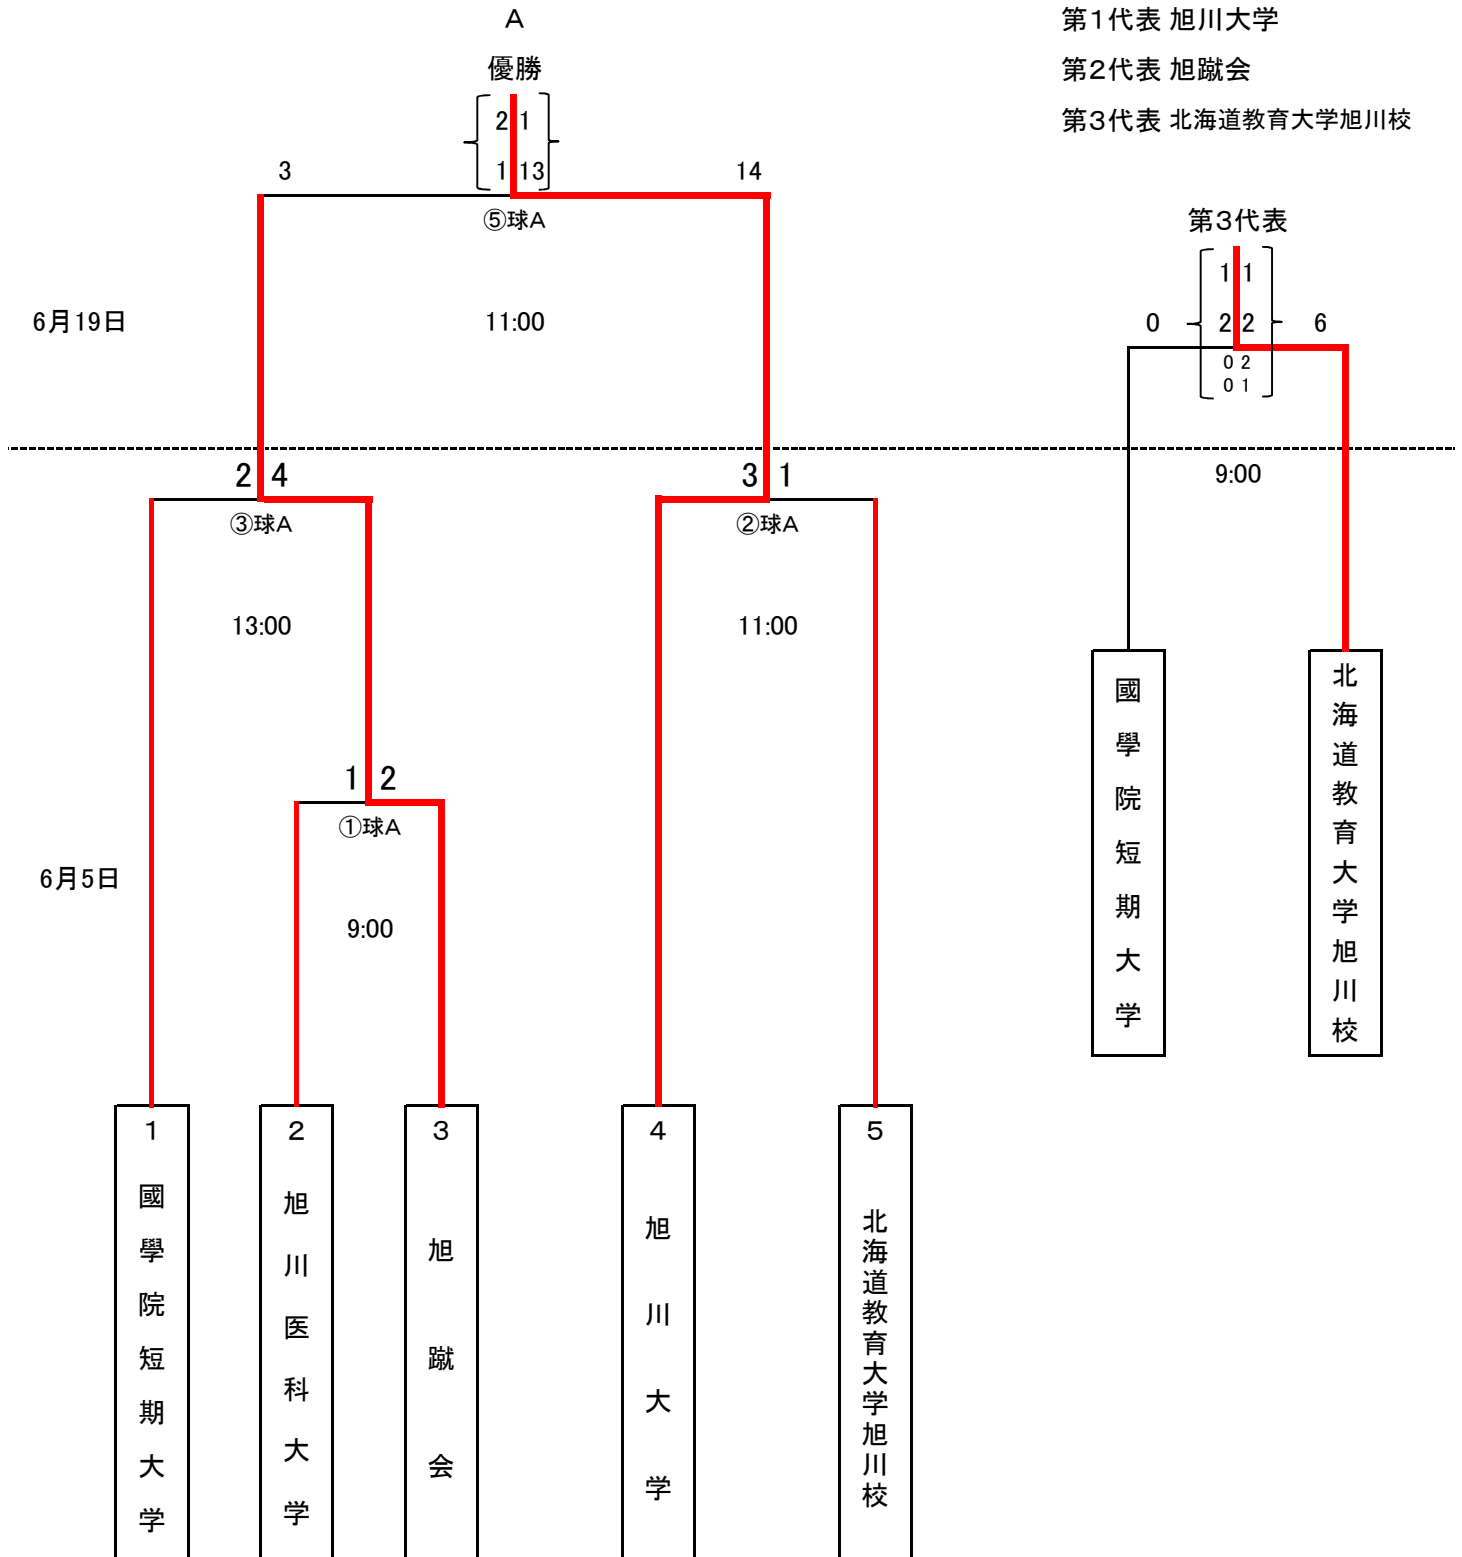 A
優勝
2 1
1 13
3
14
⑤球A
11:00
6月19日
第1代表 旭川大学
第2代表 旭蹴会
第3代表 北海道教育大学旭川校
第3代表
1 1
0
2 2
6
0 2
0 1
9:00
2 4
③球A
13:00
3 1
②球A
11:00
1 2
①球A
9:00
6月5日
國學院短期大学
北海道教育大学旭川校
1 國學院短期大学
2 旭川医科大学
3 旭蹴会
4 旭川大学
5 北海道教育大学旭川校